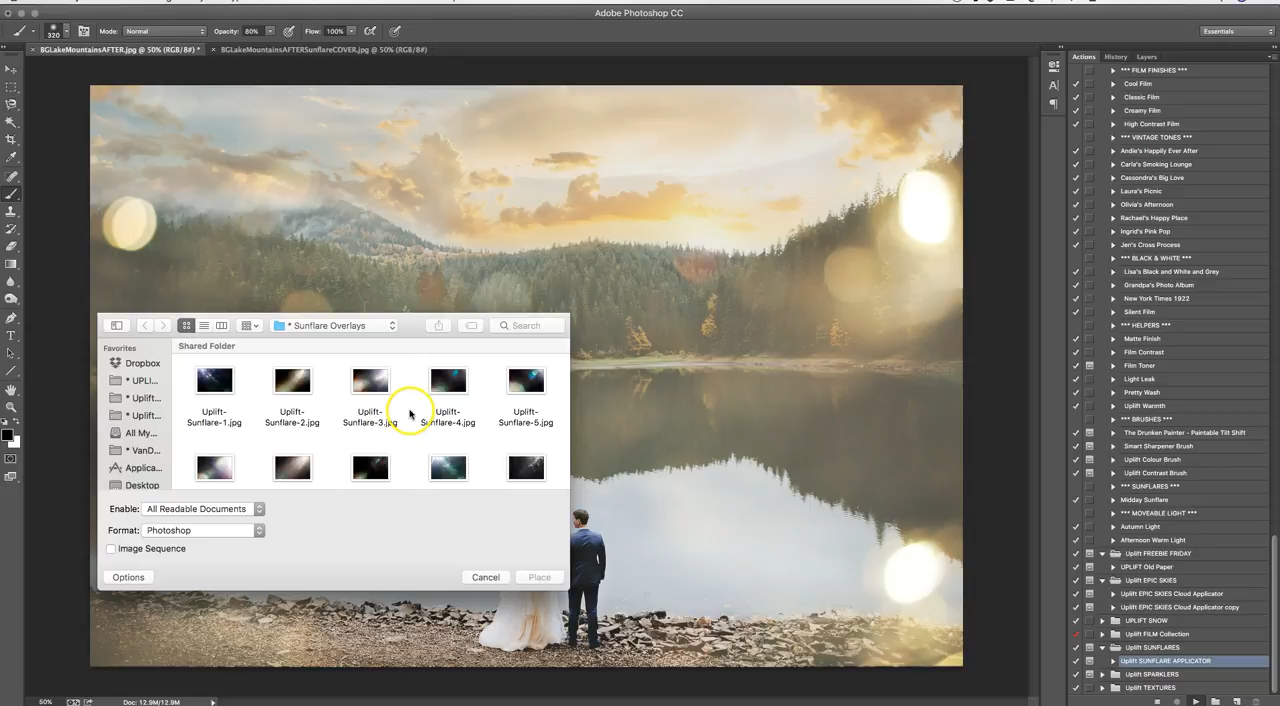 Adobe Photoshop CC
320
Mode: Normal
Opacity: 80%
Flow: 100%
Essentials
BGLakeMountainsAFTER.jpg @ 50% (RGB/8#) *
BGLakeMountainsAFTERSunflareCOVER.jpg @ 50% (RGB/8#)
Actions
History
Layers
*** FILM FINISHES ***
Cool Film
Classic Film
Creamy Film
High Contrast Film
*** VINTAGE TONES ***
Andie's Happily Ever After
Carla's Smoking Lounge
Cassondra's Big Love
Laura's Picnic
Olivia's Afternoon
Rachael's Happy Place
Ingrid's Pink Pop
Jen's Cross Process
*** BLACK & WHITE ***
Lisa's Black and White and Grey
Grandpa's Photo Album
New York Times 1922
Silent Film
*** HELPERS ***
Matte Finish
Film Contrast
Film Toner
Light Leak
Pretty Wash
Uplift Warmth
*** BRUSHES ***
The Drunken Painter - Paintable Tilt Shift
Smart Sharpener Brush
Uplift Colour Brush
Uplift Contrast Brush
*** SUNFLARES ***
Midday Sunflare
*** MOVEABLE LIGHT ***
Autumn Light
Afternoon Warm Light
Uplift FREEBIE FRIDAY
UPLIFT Old Paper
Uplift EPIC SKIES
Uplift EPIC SKIES Cloud Applicator
Uplift EPIC SKIES Cloud Applicator copy
UPLIFT SNOW
Uplift FILM Collection
Uplift SUNFLARES
Uplift SUNFLARE APPLICATOR
Uplift SPARKLERS
Uplift TEXTURES
* Sunflare Overlays
Search
Favorites
Dropbox
* UPLI...
* Uplift...
* Uplift...
All My...
* VanD...
Applica...
Desktop
Shared Folder
Uplift-
Sunflare-1.jpg
Uplift-
Sunflare-2.jpg
Uplift-
Sunflare-3.jpg
Uplift-
Sunflare-4.jpg
Uplift-
Sunflare-5.jpg
Enable: All Readable Documents
Format: Photoshop
Image Sequence
Options
Cancel
Place
50%
Doc: 12.9M/12.9M